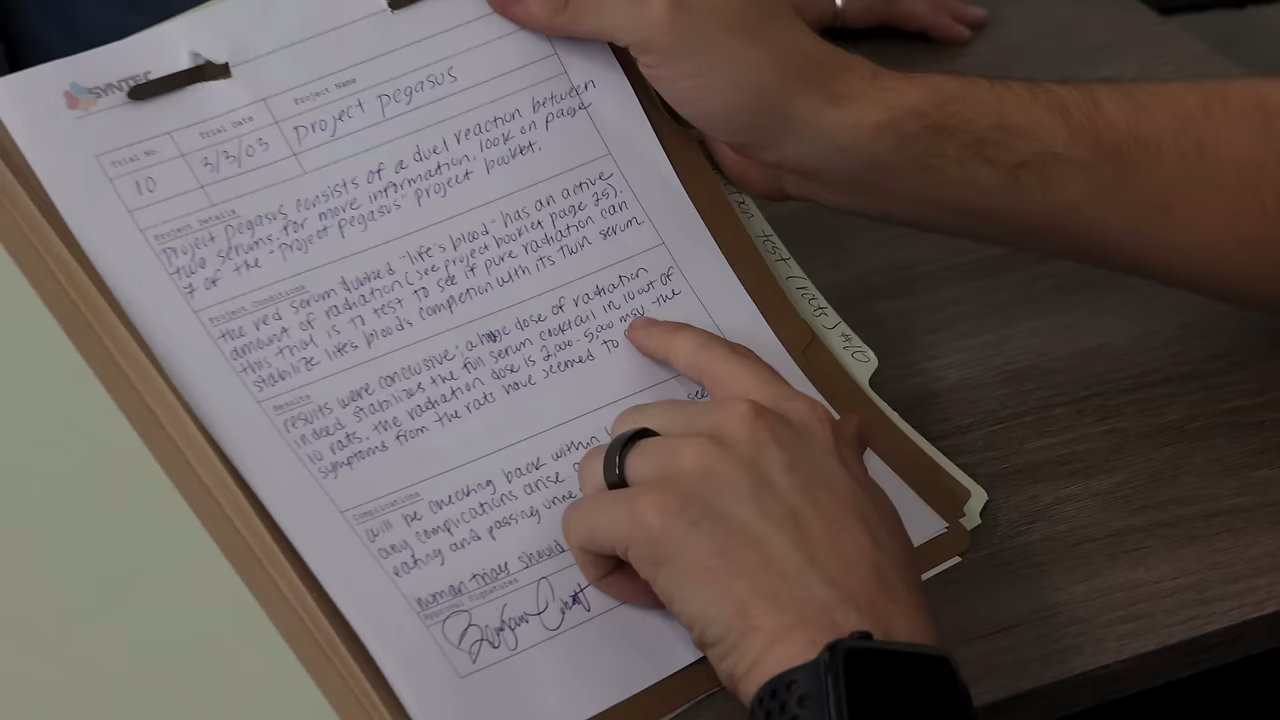 SYNTEC
Trial No. Trial Date Project Name
10 3/3/03 project pegasus
Project Details
project pegasus consists of a duel reaction between
two serums. for more information, look on page
7 of the "project pegasus" project booklet.
Project Conditions
the red serum dubbed "life's blood" has an active
amount of radiation (see project booklet page 25).
this trial is to test to see if pure radiation can
stabilize life's blood's completion with its twin serum.
Results
results were conclusive: a huge dose of radiation
indeed stabilizes the full serum cocktail in 10 out of
10 rats. the radiation dose is 2,000-5,000 msv. the
symptoms from the rats have seemed to
Complications
will be checking back within see
any complications arise.
eating and passing urine
human trials should
Approval Signatures
test (rats) #10